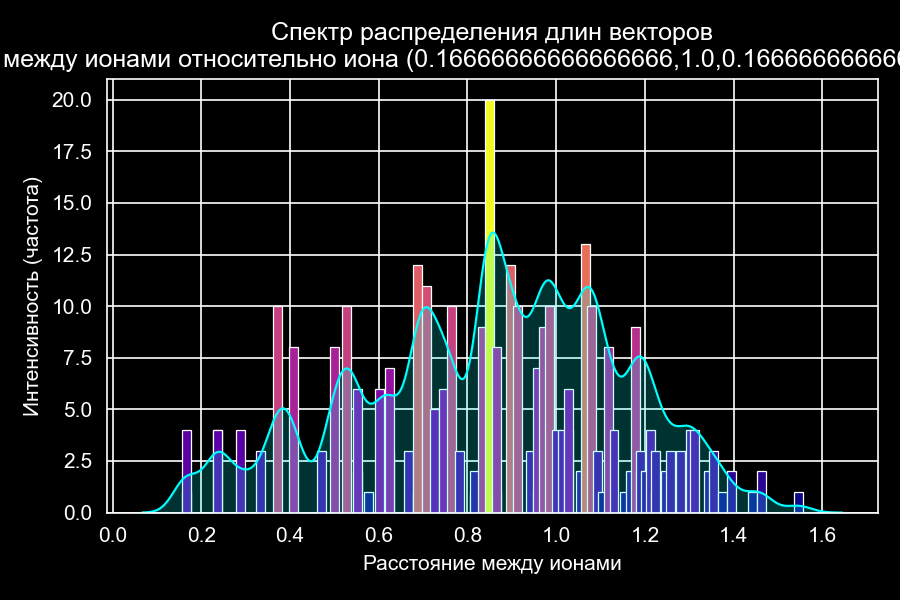 Спектр распределения длин векторов
между ионами относительно иона (0.16666666666666666,1.0,0.166666666666
Интенсивность (частота)
20.0
17.5
15.0
12.5
10.0
7.5
5.0
2.5
0.0
0.0 0.2 0.4 0.6 0.8 1.0 1.2 1.4 1.6
Расстояние между ионами